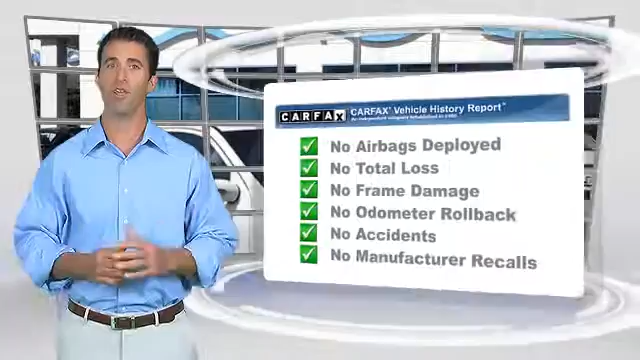 CARFAX CARFAX Vehicle History Report™
An Independent Company Established in 1986
No Airbags Deployed
No Total Loss
No Frame Damage
No Odometer Rollback
No Accidents
No Manufacturer Recalls